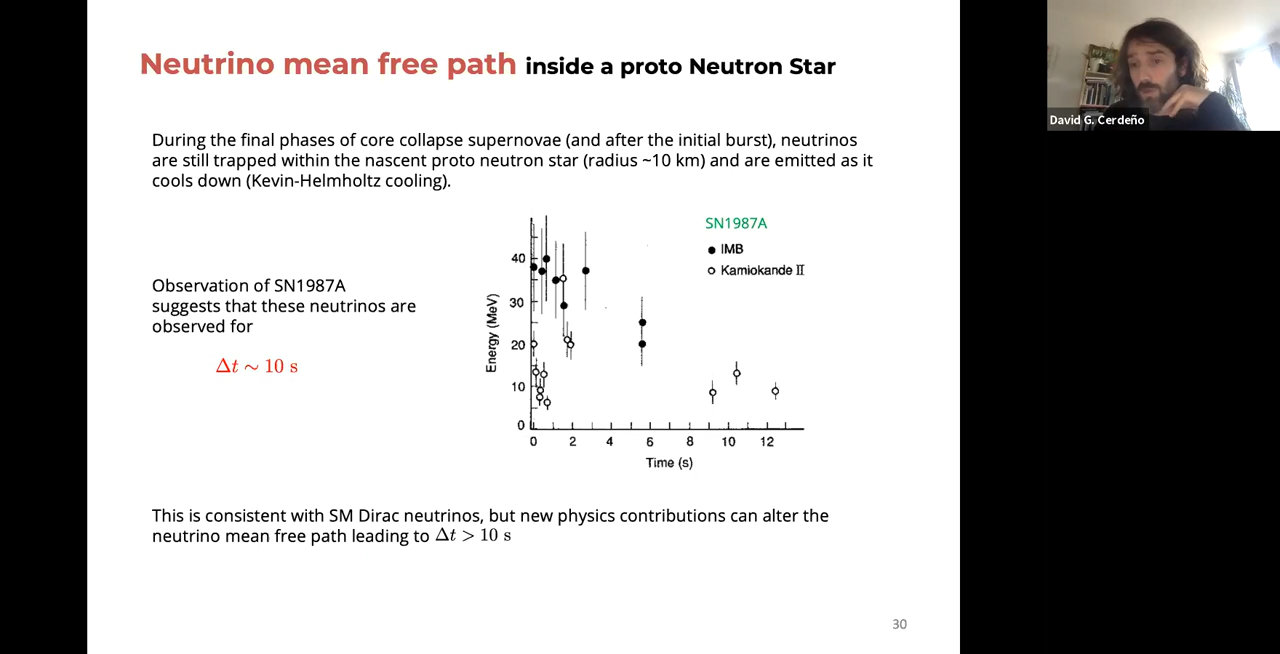 Neutrino mean free path inside a proto Neutron Star
During the final phases of core collapse supernovae (and after the initial burst), neutrinos
are still trapped within the nascent proto neutron star (radius ~10 km) and are emitted as it
cools down (Kevin-Helmholtz cooling).
Observation of SN1987A
suggests that these neutrinos are
observed for
Δt ∼ 10 s
SN1987A
IMB
Kamiokande II
Energy (MeV)
40
30
20
10
0
0 2 4 6 8 10 12
Time (s)
This is consistent with SM Dirac neutrinos, but new physics contributions can alter the
neutrino mean free path leading to Δt > 10 s
30
David G. Cerdeño